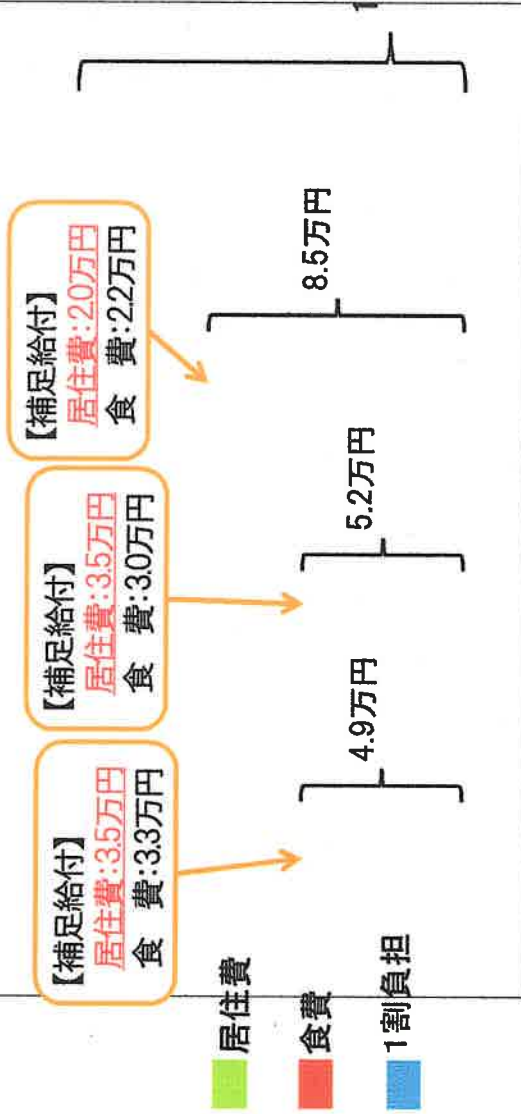 【補足給付】
居住費:3.5万円
食　費:3.3万円
【補足給付】
居住費:3.5万円
食　費:3.0万円
【補足給付】
居住費:2.0万円
食　費:2.2万円
4.9万円
5.2万円
8.5万円
居住費
食費
1割負担